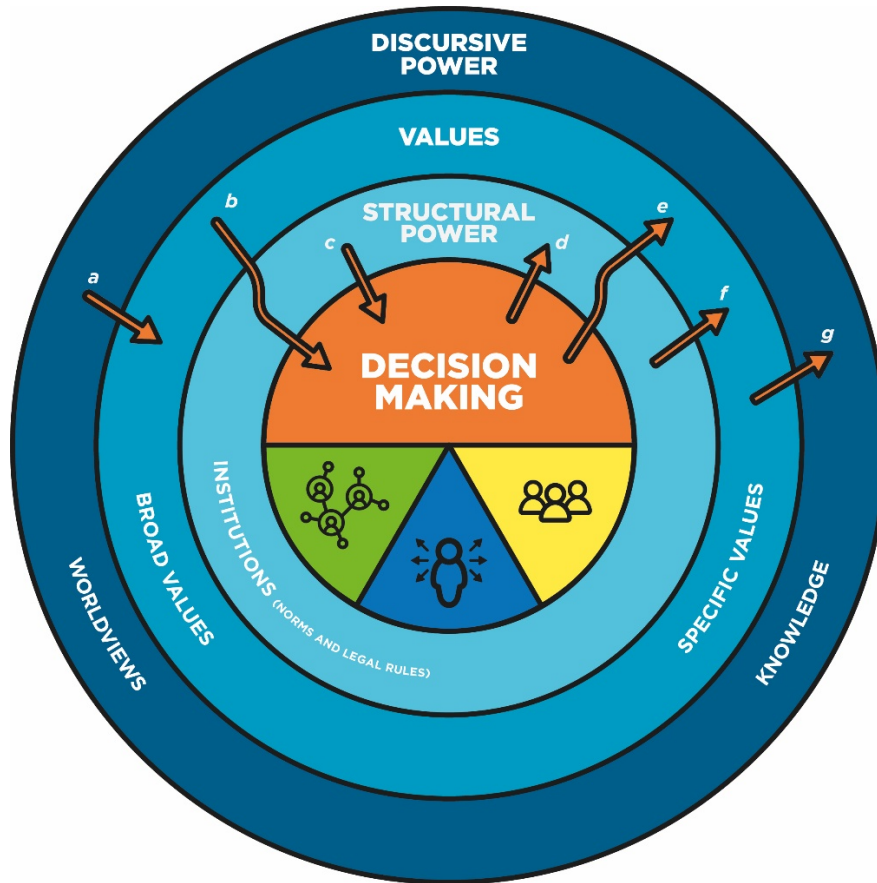 DISCURSIVE
POWER
VALUES
STRUCTURAL
POWER
a
b
c
d
e
f
g
DECISION
MAKING
INSTITUTIONS (NORMS AND LEGAL RULES)
BROAD VALUES
WORLDVIEWS
SPECIFIC VALUES
KNOWLEDGE